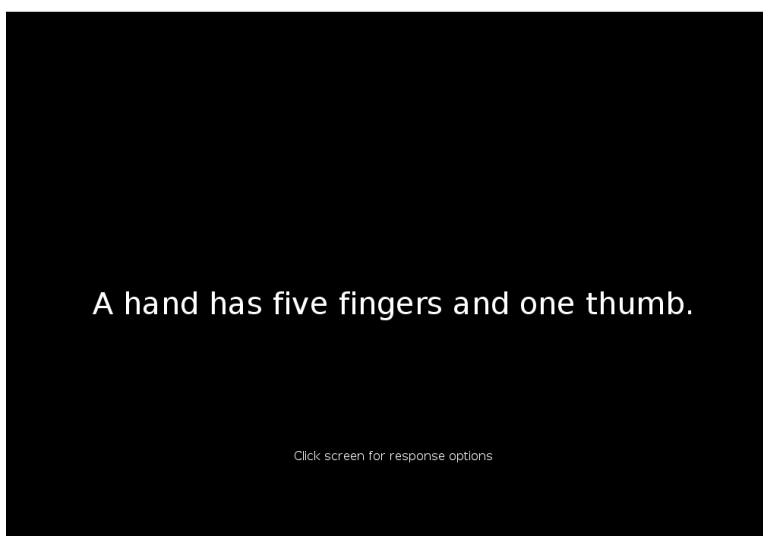 A hand has five fingers and one thumb.
Click screen for response options